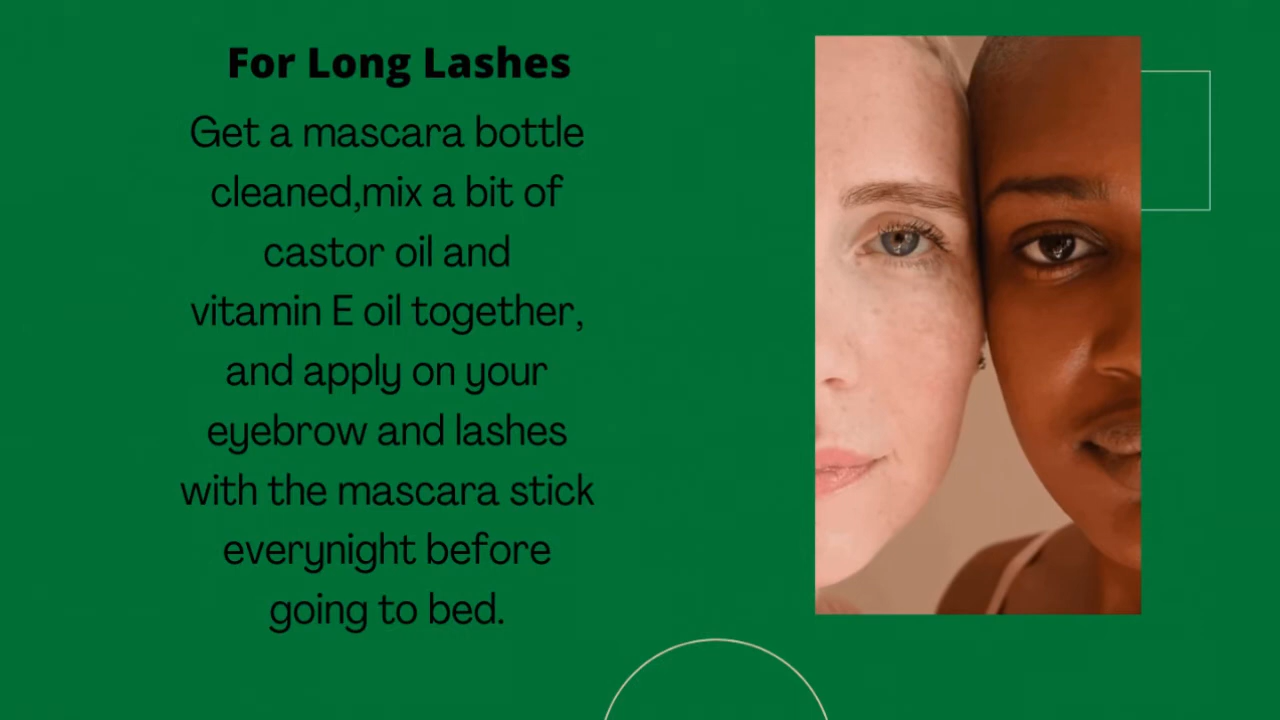 For Long Lashes
Get a mascara bottle
cleaned,mix a bit of
castor oil and
vitamin E oil together,
and apply on your
eyebrow and lashes
with the mascara stick
everynight before
going to bed.